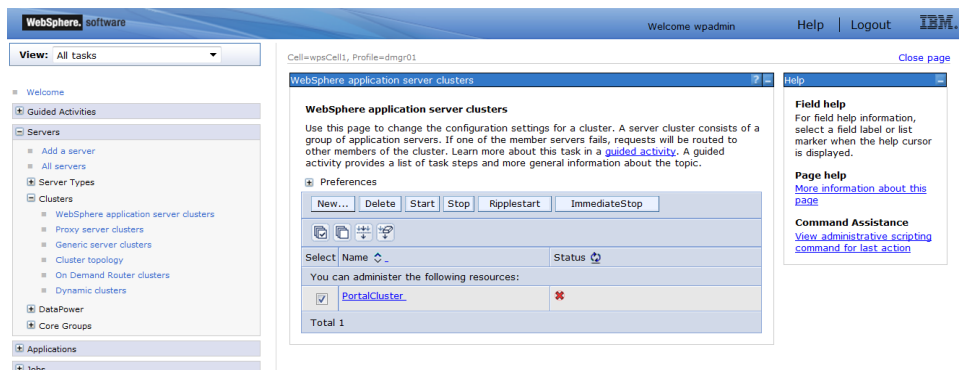 WebSphere. software
Welcome wpadmin
Help | Logout
IBM.
View: All tasks
Cell=wpsCell1, Profile=dmgr01
Close page
Welcome
Guided Activities
Servers
Add a server
All servers
Server Types
Clusters
WebSphere application server clusters
Proxy server clusters
Generic server clusters
Cluster topology
On Demand Router clusters
Dynamic clusters
DataPower
Core Groups
Applications
Jobs
WebSphere application server clusters
WebSphere application server clusters
Use this page to change the configuration settings for a cluster. A server cluster consists of a
group of application servers. If one of the member servers fails, requests will be routed to
other members of the cluster. Learn more about this task in a guided activity. A guided
activity provides a list of task steps and more general information about the topic.
Preferences
New... Delete Start Stop Ripplestart ImmediateStop
Select Name Status
You can administer the following resources:
PortalCluster
Total 1
Help
Field help
For field help information,
select a field label or list
marker when the help cursor
is displayed.
Page help
More information about this
page
Command Assistance
View administrative scripting
command for last action